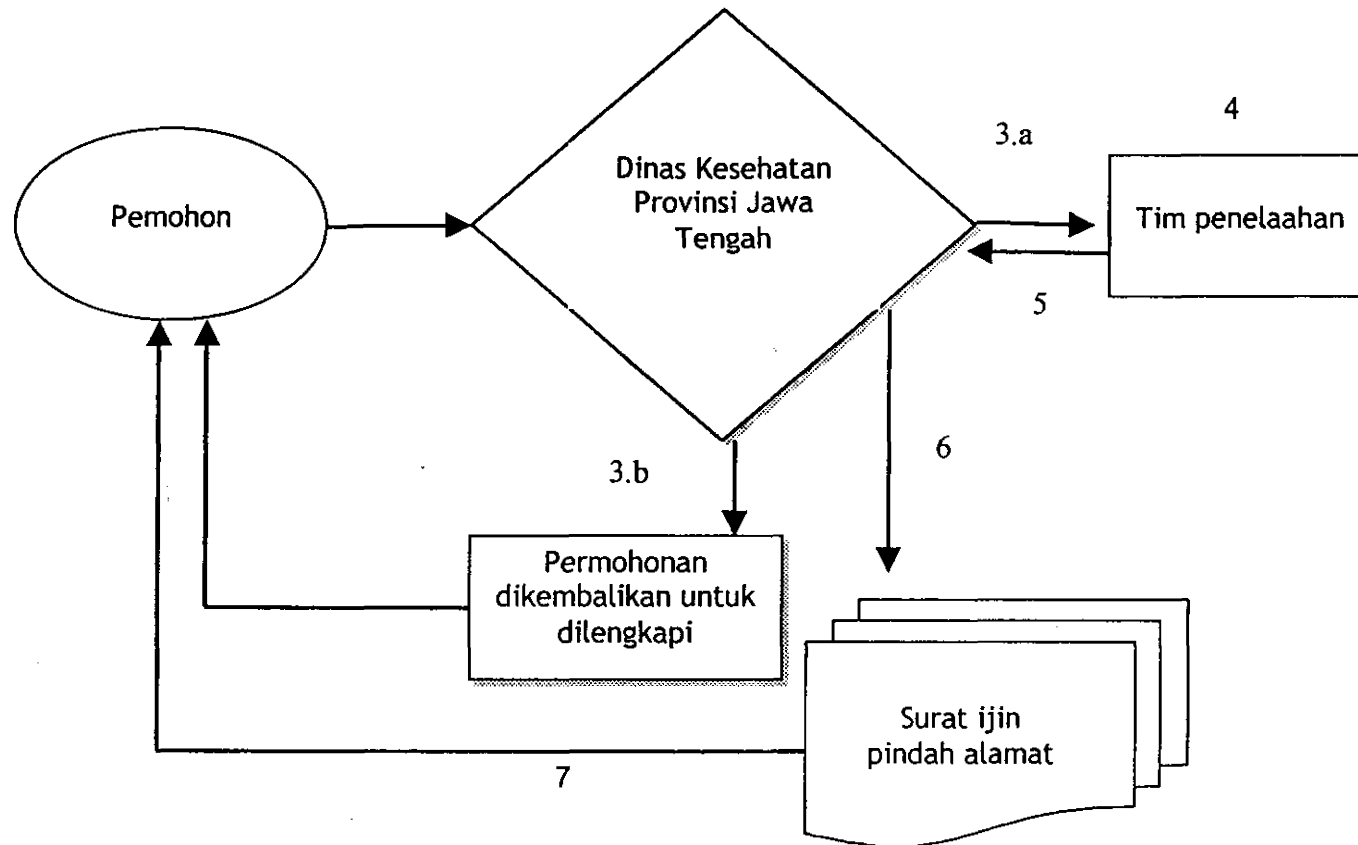 Pemohon
Dinas Kesehatan
Provinsi Jawa
Tengah
3.a
4
Tim penelaahan
5
3.b
6
Permohonan
dikembalikan untuk
dilengkapi
Surat ijin
pindah alamat
7